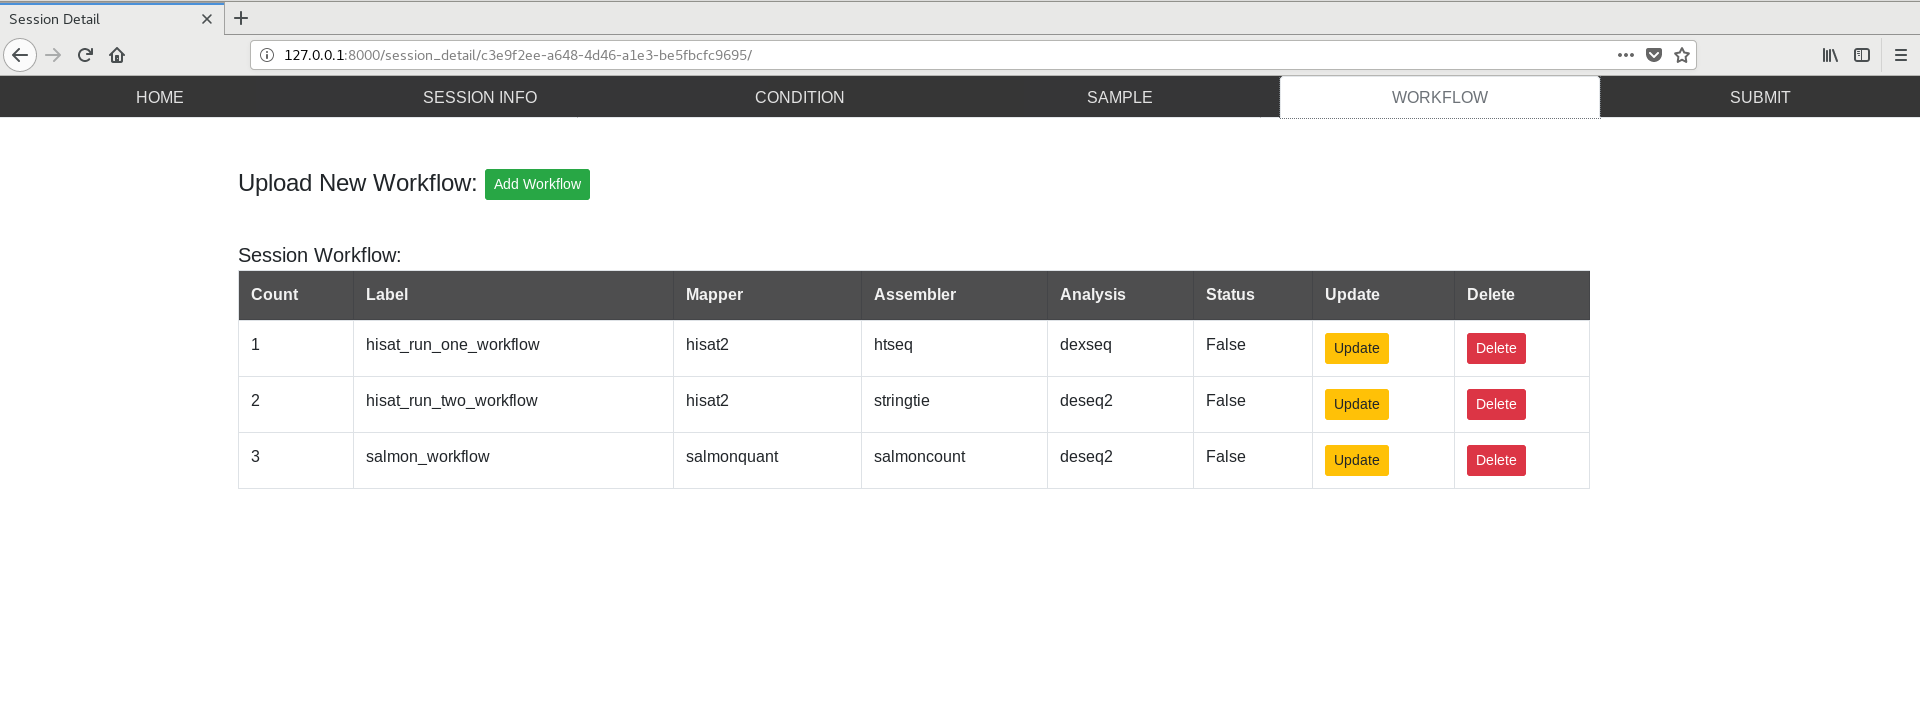 Session Detail
127.0.0.1:8000/session_detail/c3e9f2ee-a648-4d46-a1e3-be5fbcfc9695/
HOME SESSION INFO CONDITION SAMPLE WORKFLOW SUBMIT
Upload New Workflow: Add Workflow
Session Workflow:
Count Label Mapper Assembler Analysis Status Update Delete
1 hisat_run_one_workflow hisat2 htseq dexseq False Update Delete
2 hisat_run_two_workflow hisat2 stringtie deseq2 False Update Delete
3 salmon_workflow salmonquant salmoncount deseq2 False Update Delete